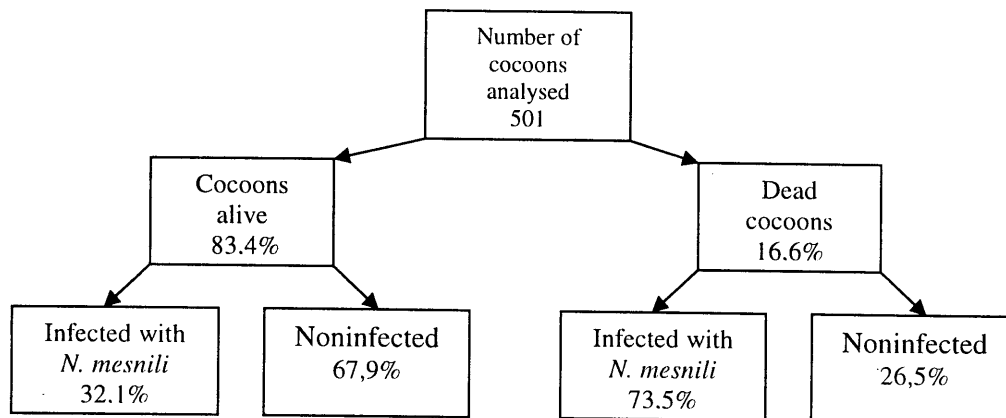 Number of
cocoons
analysed
501
Cocoons
alive
83.4%
Dead
cocoons
16.6%
Infected with
N. mesnili
32.1%
Noninfected
67,9%
Infected with
N. mesnili
73.5%
Noninfected
26,5%